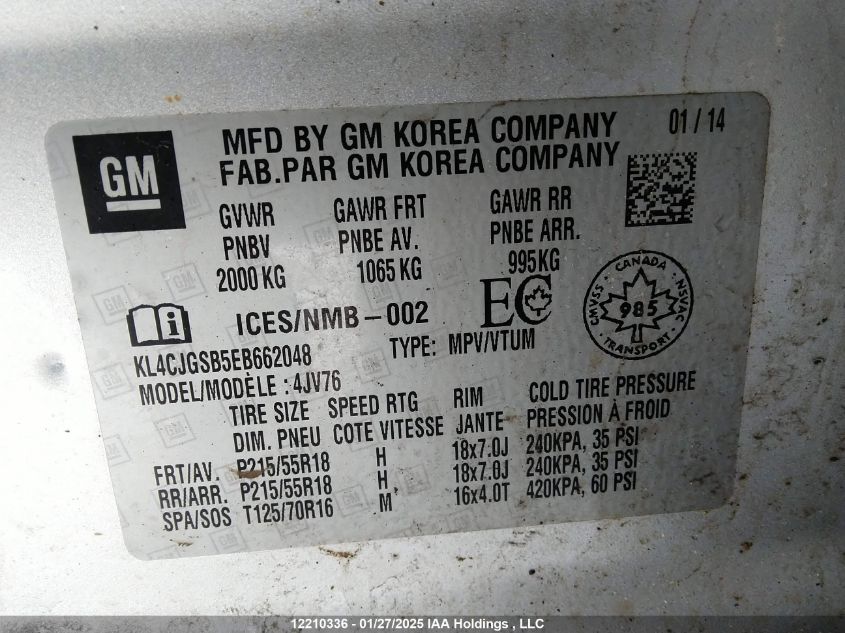 GM
MFD BY GM KOREA COMPANY 01 / 14
FAB.PAR GM KOREA COMPANY
GVWR GAWR FRT GAWR RR
PNBV PNBE AV. PNBE ARR.
2000 KG 1065 KG 995KG
ICES/NMB-002 EC
CANADA
CMVSS 985 NSVAC
TRANSPORT
KL4CJGSB5EB662048 TYPE: MPV/VTUM
MODEL/MODÈLE : 4JV76
TIRE SIZE SPEED RTG RIM COLD TIRE PRESSURE
DIM. PNEU COTE VITESSE JANTE PRESSION À FROID
FRT/AV. P215/55R18 H 18x7.0J 240KPA, 35 PSI
RR/ARR. P215/55R18 H 18x7.0J 240KPA, 35 PSI
SPA/SOS T125/70R16 M 16x4.0T 420KPA, 60 PSI
12210336 - 01/27/2025 IAA Holdings , LLC